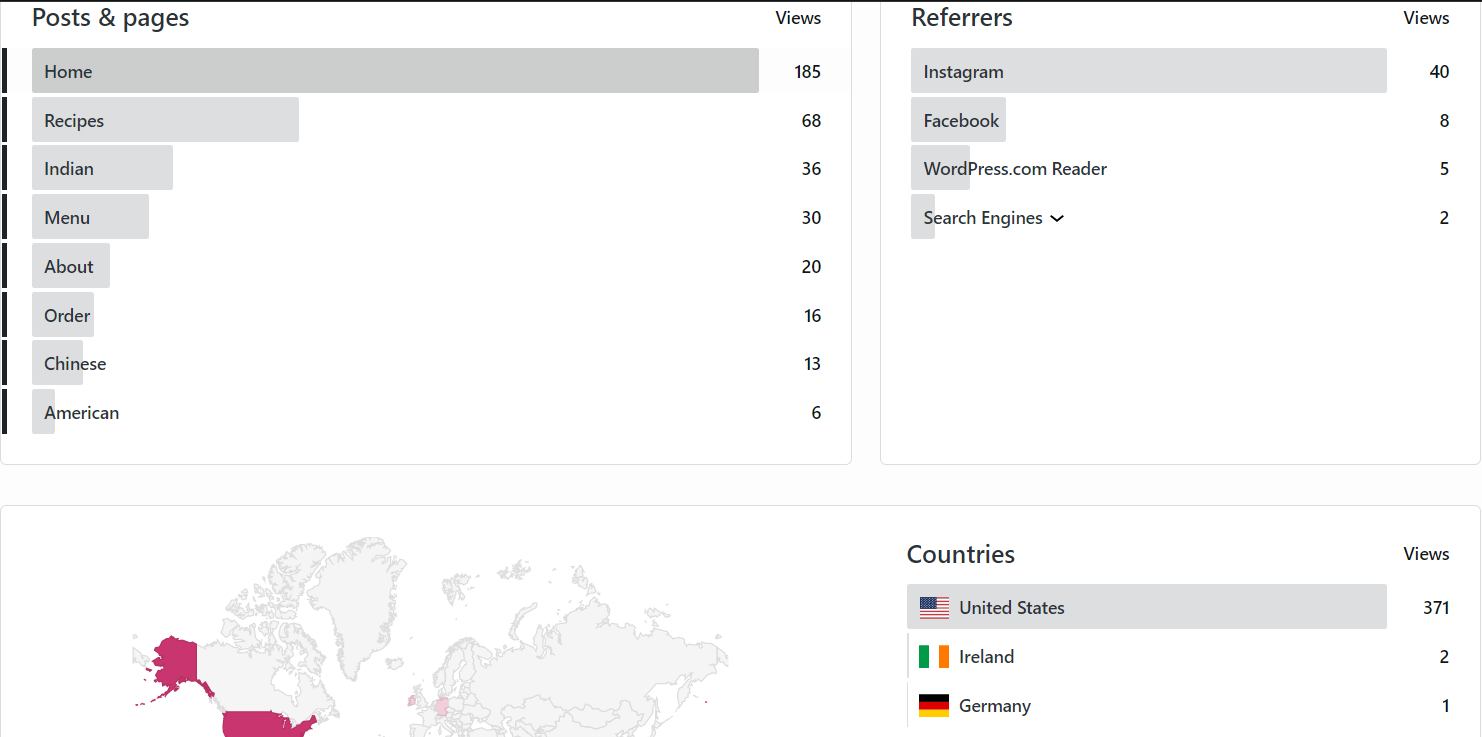 Posts & pages Views
Home 185
Recipes 68
Indian 36
Menu 30
About 20
Order 16
Chinese 13
American 6
Referrers Views
Instagram 40
Facebook 8
WordPress.com Reader 5
Search Engines 2
Countries Views
United States 371
Ireland 2
Germany 1